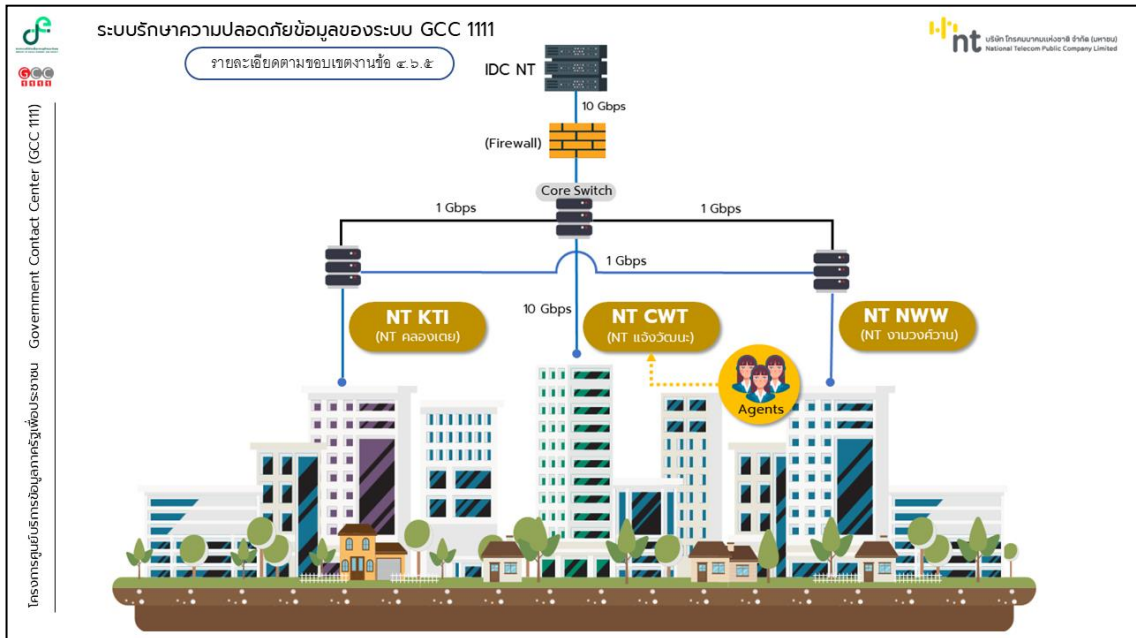 ระบบรักษาความปลอดภัยข้อมูลของระบบ GCC 1111
รายละเอียดตามขอบเขตงานข้อ ๔.๖.๕
nt
บริษัท โทรคมนาคมแห่งชาติ จำกัด (มหาชน)
National Telecom Public Company Limited
GCC
1111
โครงการศูนย์บริการข้อมูลภาครัฐเพื่อประชาชน Government Contact Center (GCC 1111)
IDC NT
10 Gbps
(Firewall)
Core Switch
1 Gbps
1 Gbps
1 Gbps
10 Gbps
NT KTI
(NT คลองเตย)
NT CWT
(NT แจ้งวัฒนะ)
NT NWW
(NT งามวงศ์วาน)
Agents